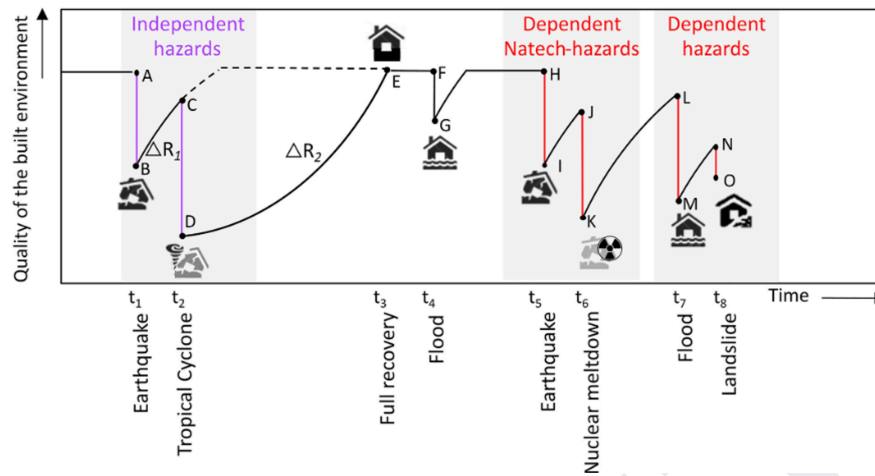 Quality of the built environment
Independent
hazards
Dependent
Natech-hazards
Dependent
hazards
A
B
C
D
E
F
G
H
I
J
K
L
M
N
O
△R1
△R2
t1
t2
t3
t4
t5
t6
t7
t8
Time
Earthquake
Tropical Cyclone
Full recovery
Flood
Earthquake
Nuclear meltdown
Flood
Landslide